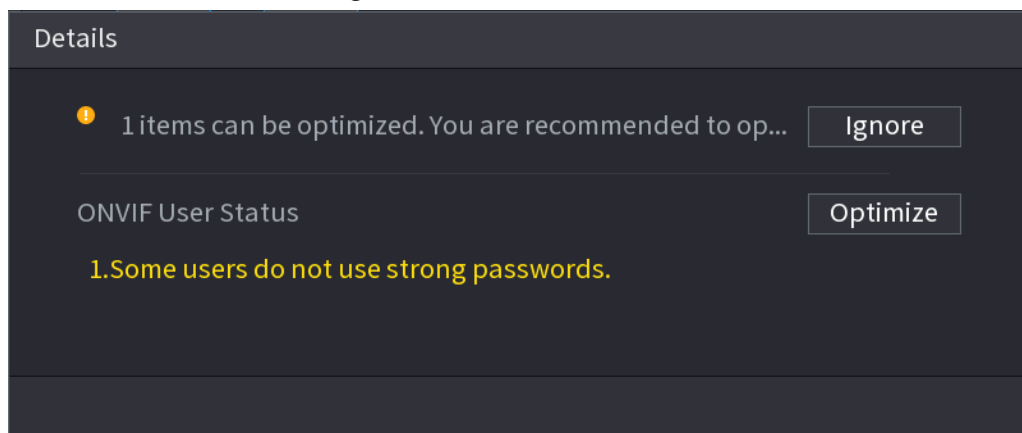 Details
1 items can be optimized. You are recommended to op... Ignore
ONVIF User Status Optimize
1.Some users do not use strong passwords.